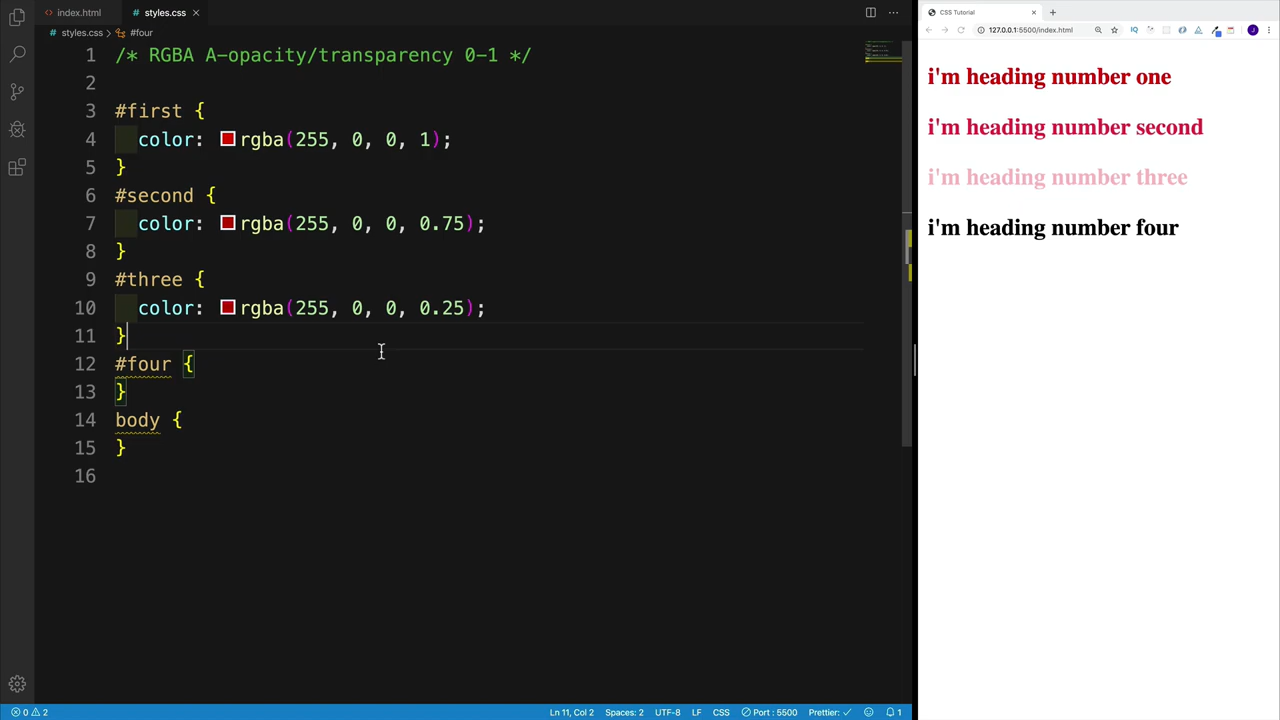 index.html
styles.css
styles.css
#four
1 /* RGBA A-opacity/transparency 0-1 */
2
3 #first {
4 color: rgba(255, 0, 0, 1);
5 }
6 #second {
7 color: rgba(255, 0, 0, 0.75);
8 }
9 #three {
10 color: rgba(255, 0, 0, 0.25);
11 }
12 #four {
13 }
14 body {
15 }
16
0 2
Ln 11, Col 2
Spaces: 2
UTF-8
LF
CSS
Port : 5500
Prettier:
1
CSS Tutorial
127.0.0.1:5500/index.html
IQ
J
i'm heading number one
i'm heading number second
i'm heading number three
i'm heading number four